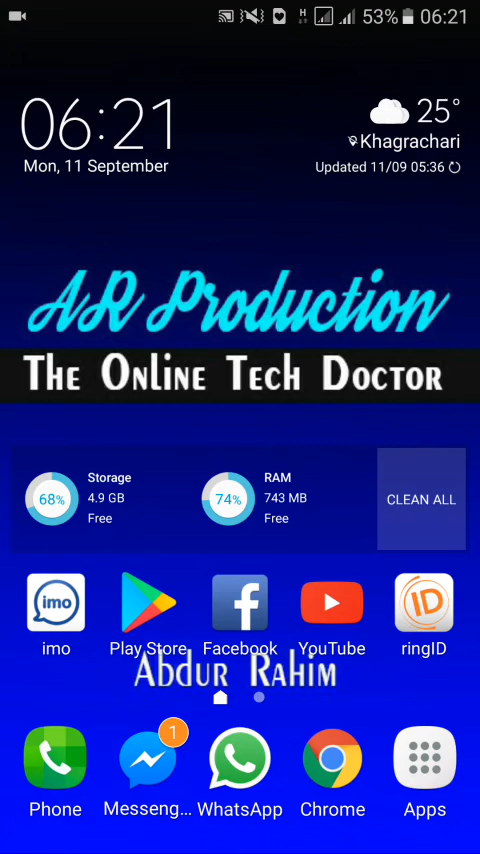 H 53% 06:21
06:21 25°
Mon, 11 September Khagrachari
Updated 11/09 05:36
AR Production
The Online Tech Doctor
68% Storage 4.9 GB Free
74% RAM 743 MB Free
CLEAN ALL
imo ID
imo Play Store Facebook YouTube ringID
Abdur Rahim
1
Phone Messeng... WhatsApp Chrome Apps